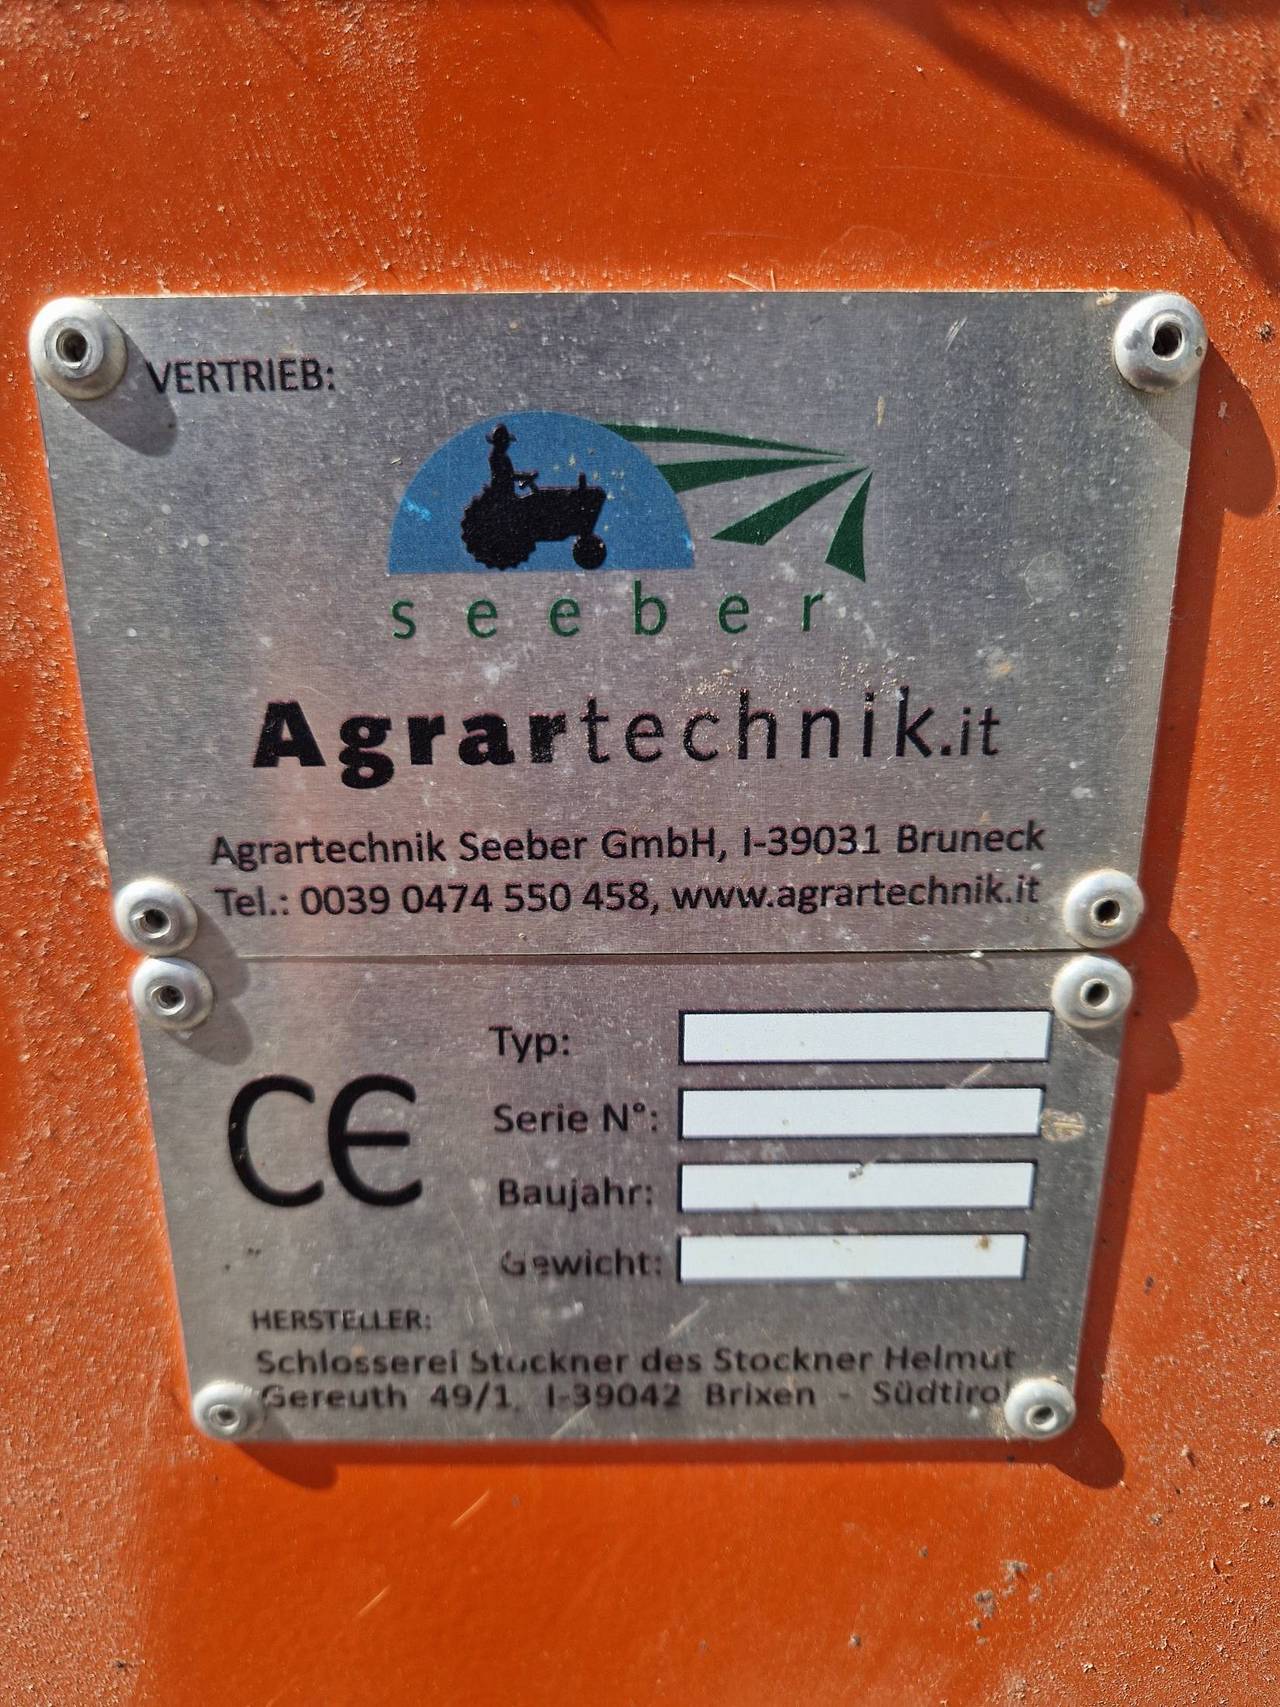 VERTRIEB:
seeber
Agrartechnik.it
Agrartechnik Seeber GmbH, I-39031 Bruneck
Tel.: 0039 0474 550 458, www.agrartechnik.it
CE
Typ:
Serie N°:
Baujahr:
Gewicht:
HERSTELLER:
Schlosserei Stockner des Stockner Helmut
Gereuth 49/1, I-39042 Brixen - Südtirol